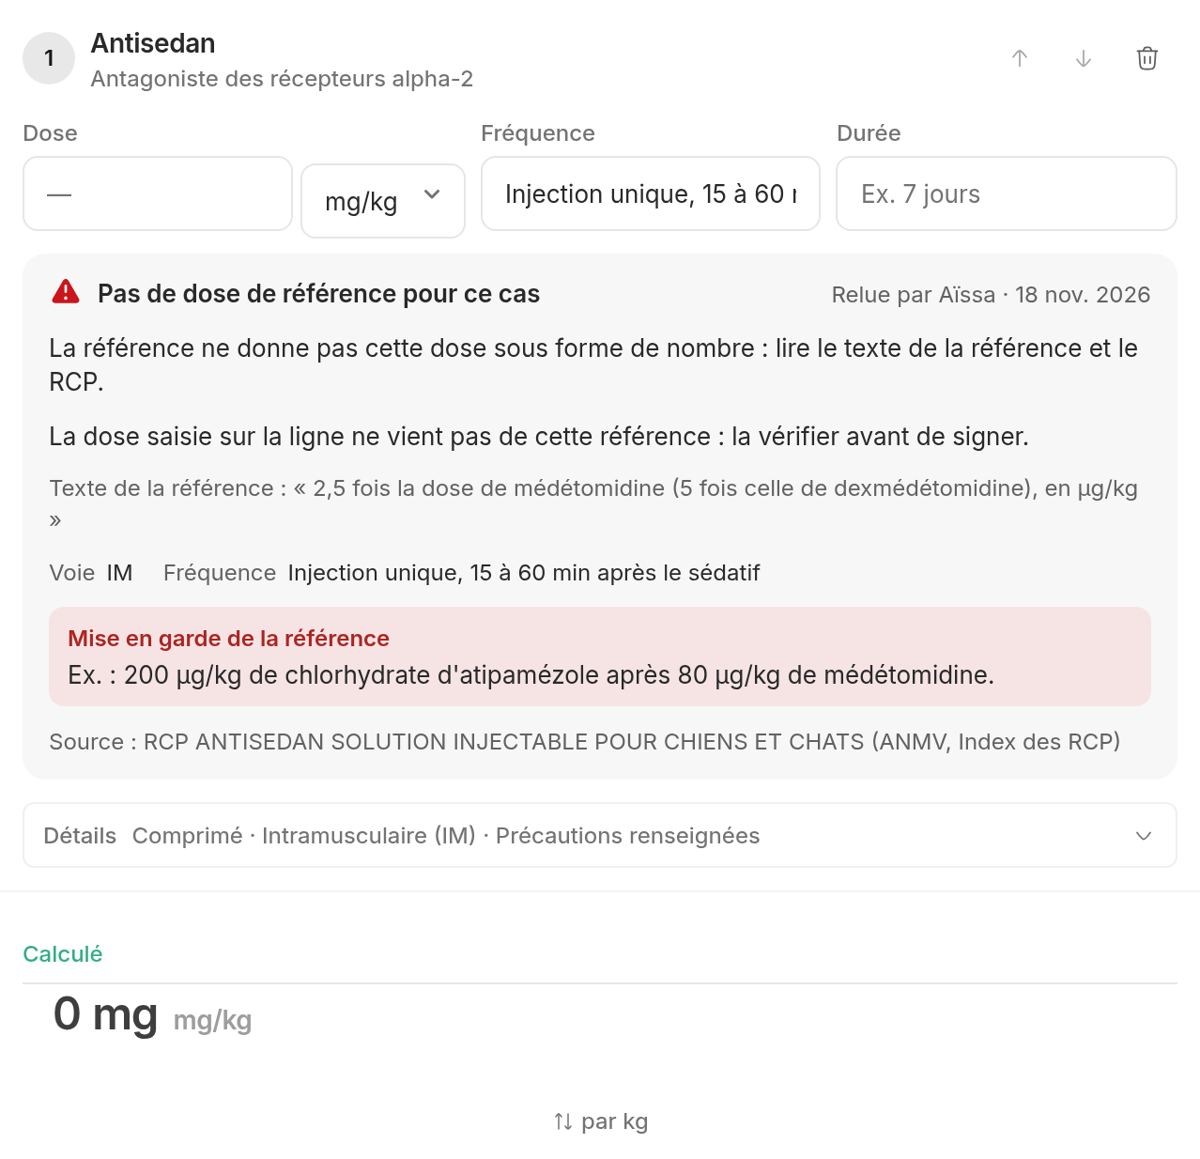 1
Antisedan
Antagoniste des récepteurs alpha-2
Dose
Fréquence
Durée
—
mg/kg
Injection unique, 15 à 60
Ex. 7 jours
Pas de dose de référence pour ce cas
Relue par Aïssa · 18 nov. 2026
La référence ne donne pas cette dose sous forme de nombre : lire le texte de la référence et le
RCP.
La dose saisie sur la ligne ne vient pas de cette référence : la vérifier avant de signer.
Texte de la référence : « 2,5 fois la dose de médétomidine (5 fois celle de dexmédétomidine), en µg/kg
»
Voie IM Fréquence Injection unique, 15 à 60 min après le sédatif
Mise en garde de la référence
Ex. : 200 µg/kg de chlorhydrate d'atipamézole après 80 µg/kg de médétomidine.
Source : RCP ANTISEDAN SOLUTION INJECTABLE POUR CHIENS ET CHATS (ANMV, Index des RCP)
Détails Comprimé · Intramusculaire (IM) · Précautions renseignées
Calculé
0 mg mg/kg
par kg